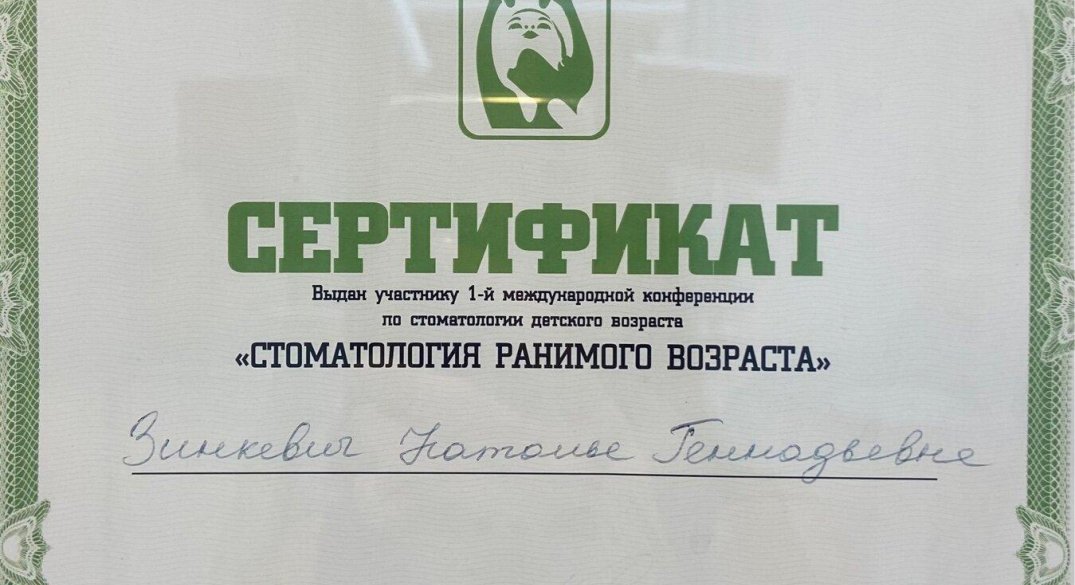 СЕРТИФИКАТ
Выдан участнику 1-й международной конференции
по стоматологии детского возраста
«СТОМАТОЛОГИЯ РАНИМОГО ВОЗРАСТА»
Зинкевич Наталье Геннадьевне